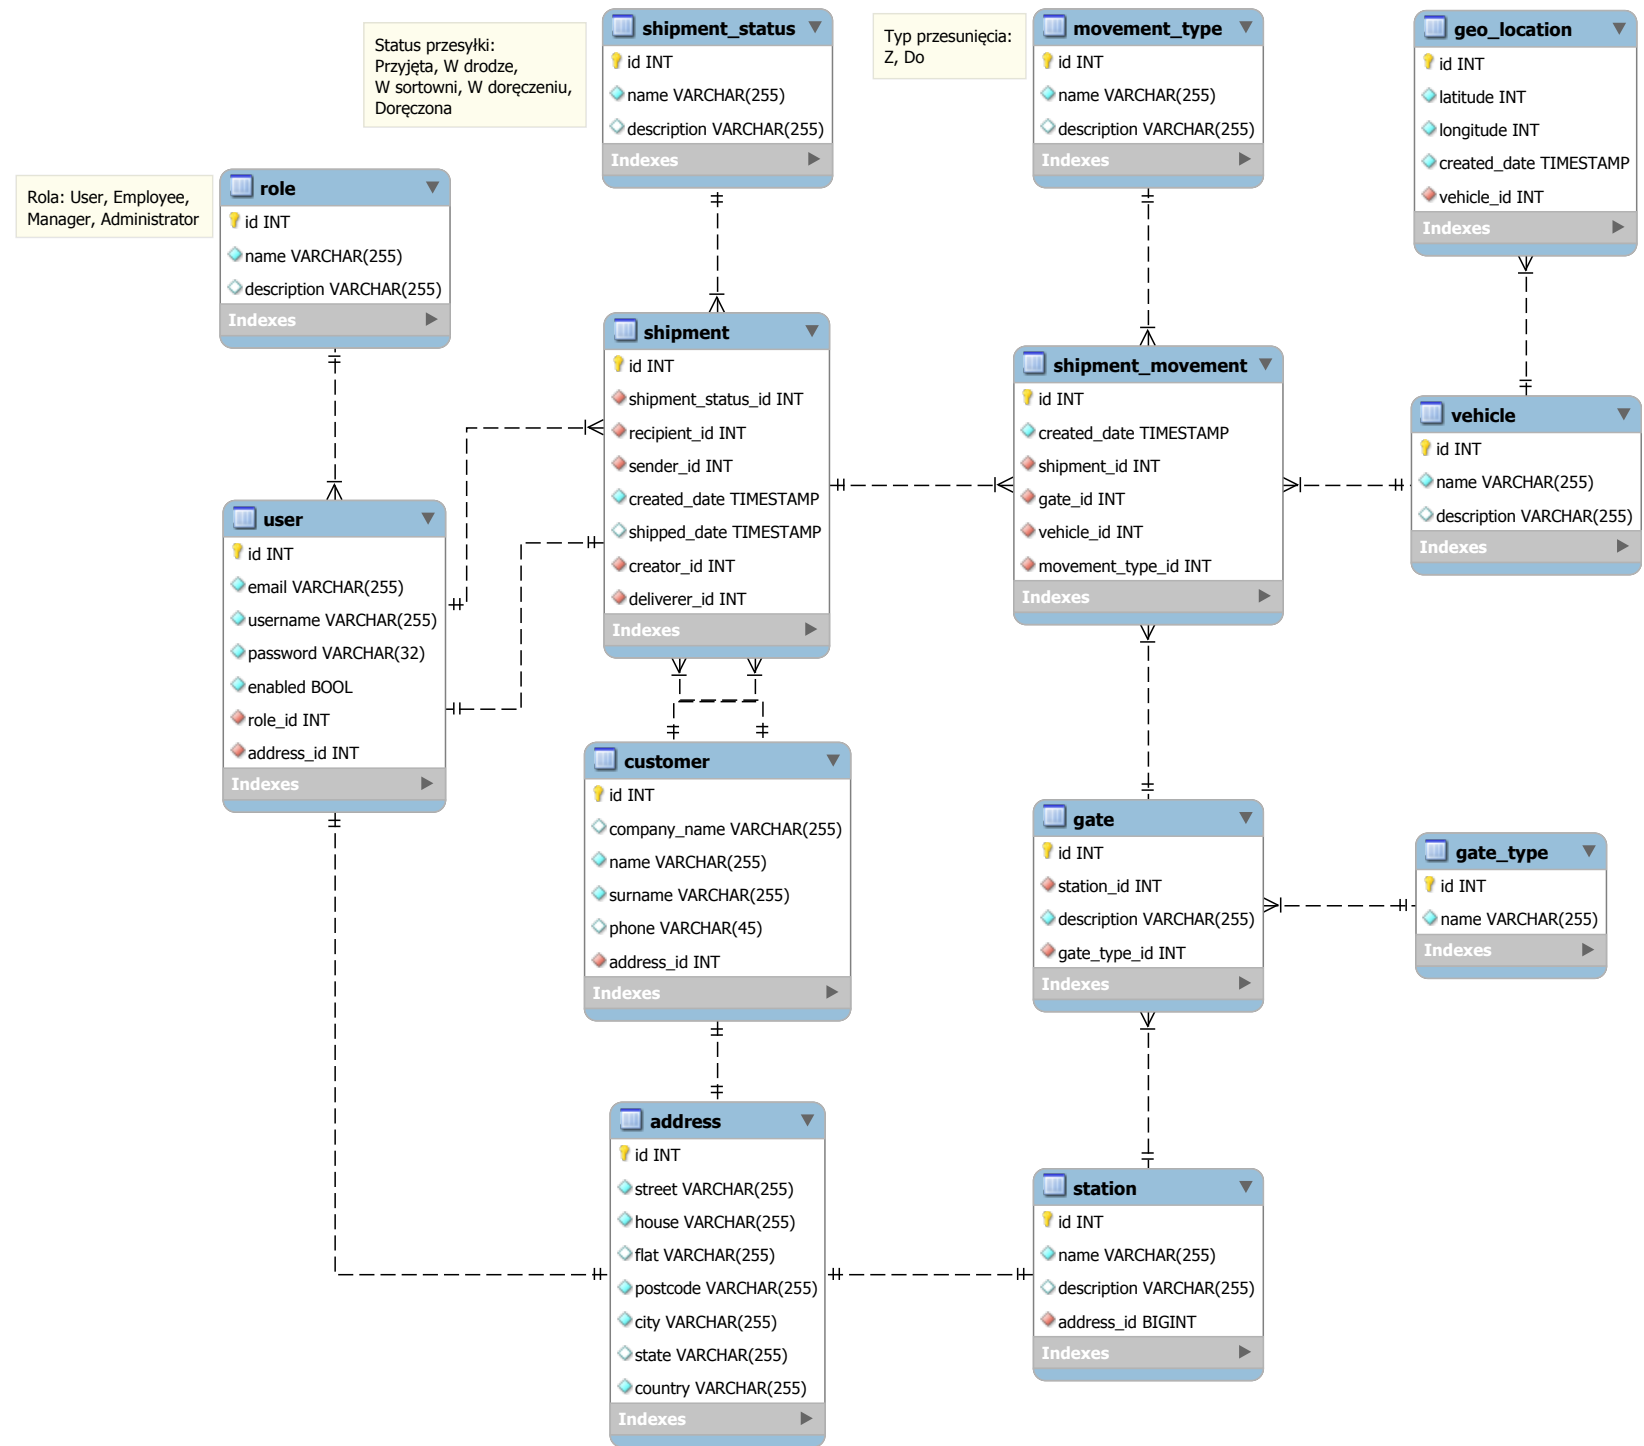 Status przesyłki:
Przyjęta, W drodze,
W sortowni, W doręczeniu,
Doręczona
shipment_status
id INT
name VARCHAR(255)
description VARCHAR(255)
Indexes
Typ przesunięcia:
Z, Do
movement_type
id INT
name VARCHAR(255)
description VARCHAR(255)
Indexes
geo_location
id INT
latitude INT
longitude INT
created_date TIMESTAMP
vehicle_id INT
Indexes
Rola: User, Employee,
Manager, Administrator
role
id INT
name VARCHAR(255)
description VARCHAR(255)
Indexes
shipment
id INT
shipment_status_id INT
recipient_id INT
sender_id INT
created_date TIMESTAMP
shipped_date TIMESTAMP
creator_id INT
deliverer_id INT
Indexes
shipment_movement
id INT
created_date TIMESTAMP
shipment_id INT
gate_id INT
vehicle_id INT
movement_type_id INT
Indexes
vehicle
id INT
name VARCHAR(255)
description VARCHAR(255)
Indexes
user
id INT
email VARCHAR(255)
username VARCHAR(255)
password VARCHAR(32)
enabled BOOL
role_id INT
address_id INT
Indexes
customer
id INT
company_name VARCHAR(255)
name VARCHAR(255)
surname VARCHAR(255)
phone VARCHAR(45)
address_id INT
Indexes
gate
id INT
station_id INT
description VARCHAR(255)
gate_type_id INT
Indexes
gate_type
id INT
name VARCHAR(255)
Indexes
address
id INT
street VARCHAR(255)
house VARCHAR(255)
flat VARCHAR(255)
postcode VARCHAR(255)
city VARCHAR(255)
state VARCHAR(255)
country VARCHAR(255)
Indexes
station
id INT
name VARCHAR(255)
description VARCHAR(255)
address_id BIGINT
Indexes